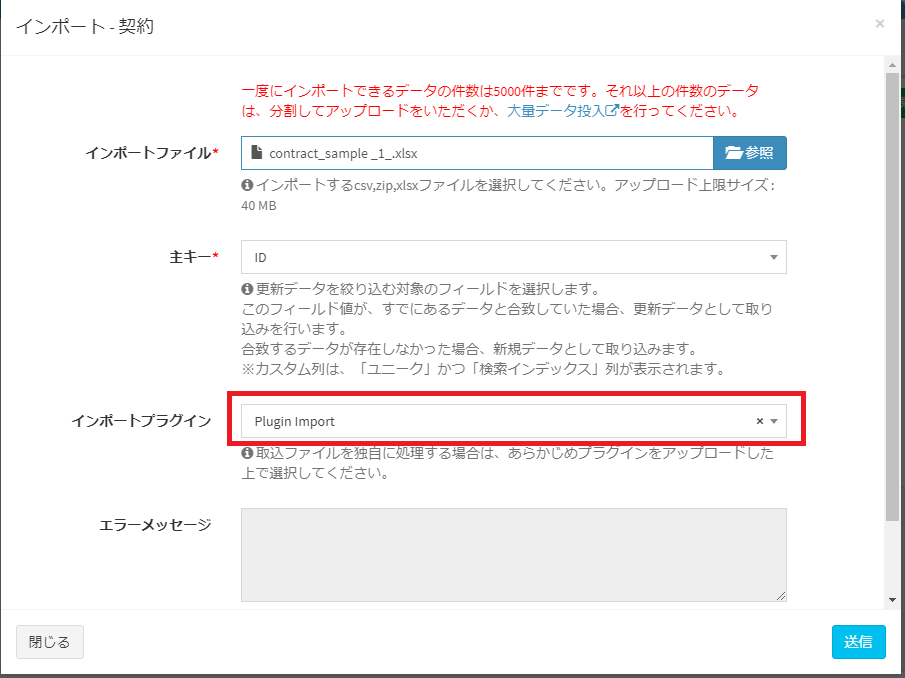 インポート - 契約
×
一度にインポートできるデータの件数は5000件までです。それ以上の件数のデータ
は、分割してアップロードをいただくか、大量データ投入を行ってください。
インポートファイル*
contract_sample _1_.xlsx
参照
インポートするcsv,zip,xlsxファイルを選択してください。アップロード上限サイズ :
40 MB
主キー*
ID
更新データを絞り込む対象のフィールドを選択します。
このフィールド値が、すでにあるデータと合致していた場合、更新データとして取り
込みを行います。
合致するデータが存在しなかった場合、新規データとして取り込みます。
※カスタム列は、「ユニーク」かつ「検索インデックス」列が表示されます。
インポートプラグイン
Plugin Import
×
取込ファイルを独自に処理する場合は、あらかじめプラグインをアップロードした
上で選択してください。
エラーメッセージ
閉じる
送信